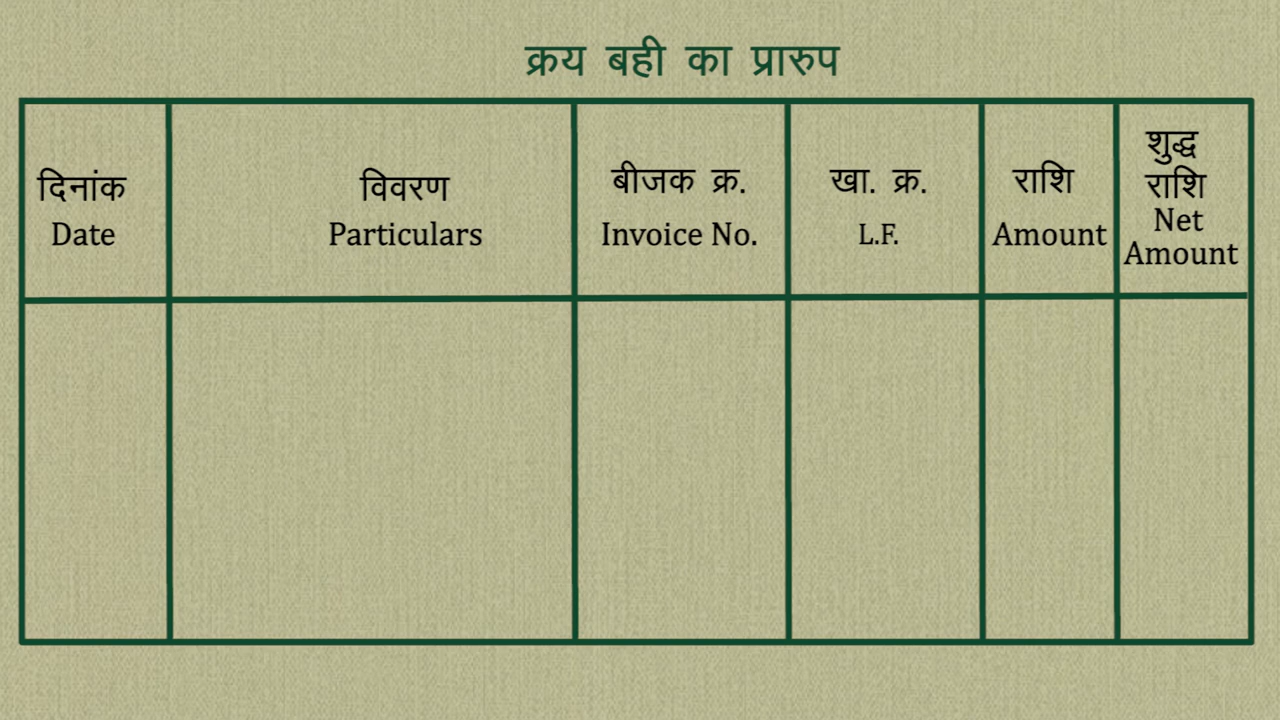 क्रय बही का प्रारुप
दिनांक
Date
विवरण
Particulars
बीजक क्र.
Invoice No.
खा. क्र.
L.F.
राशि
Amount
शुद्ध
राशि
Net
Amount